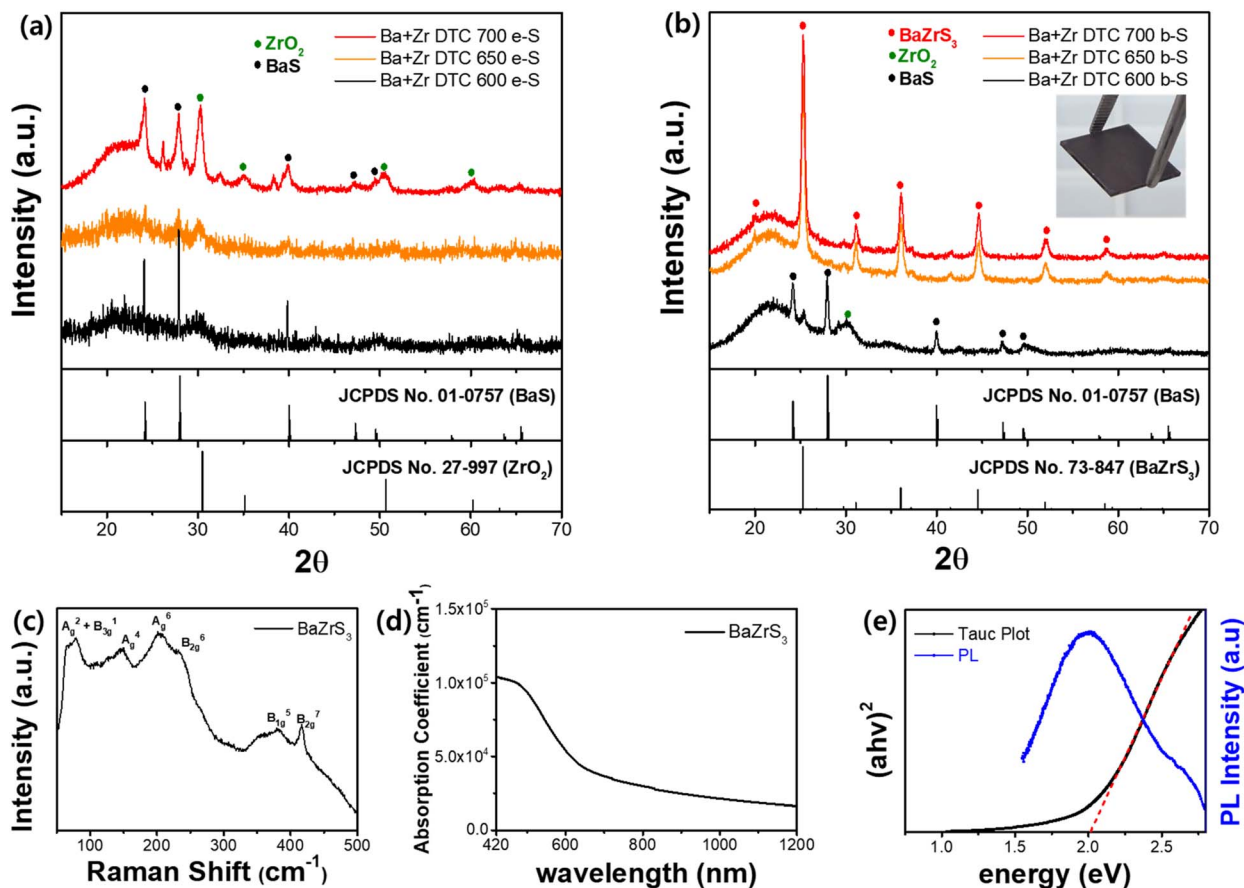 (a)
ZrO2
BaS
Ba+Zr DTC 700 e-S
Ba+Zr DTC 650 e-S
Ba+Zr DTC 600 e-S
Intensity (a.u.)
JCPDS No. 01-0757 (BaS)
JCPDS No. 27-997 (ZrO2)
20 30 40 50 60 70
2θ
(b)
BaZrS3
ZrO2
BaS
Ba+Zr DTC 700 b-S
Ba+Zr DTC 650 b-S
Ba+Zr DTC 600 b-S
Intensity (a.u.)
JCPDS No. 01-0757 (BaS)
JCPDS No. 73-847 (BaZrS3)
20 30 40 50 60 70
2θ
(c)
Ag2 + B3g1
Ag4
Ag6
B2g6
B1g5
B2g7
BaZrS3
Intensity (a.u.)
100 200 300 400 500
Raman Shift (cm-1)
(d)
BaZrS3
Absorption Coefficient (cm-1)
1.5x105
1.0x105
5.0x104
0.0
420 600 800 1000 1200
wavelength (nm)
(e)
Tauc Plot
PL
(ahv)2
PL Intensity (a.u)
1.0 1.5 2.0 2.5
energy (eV)